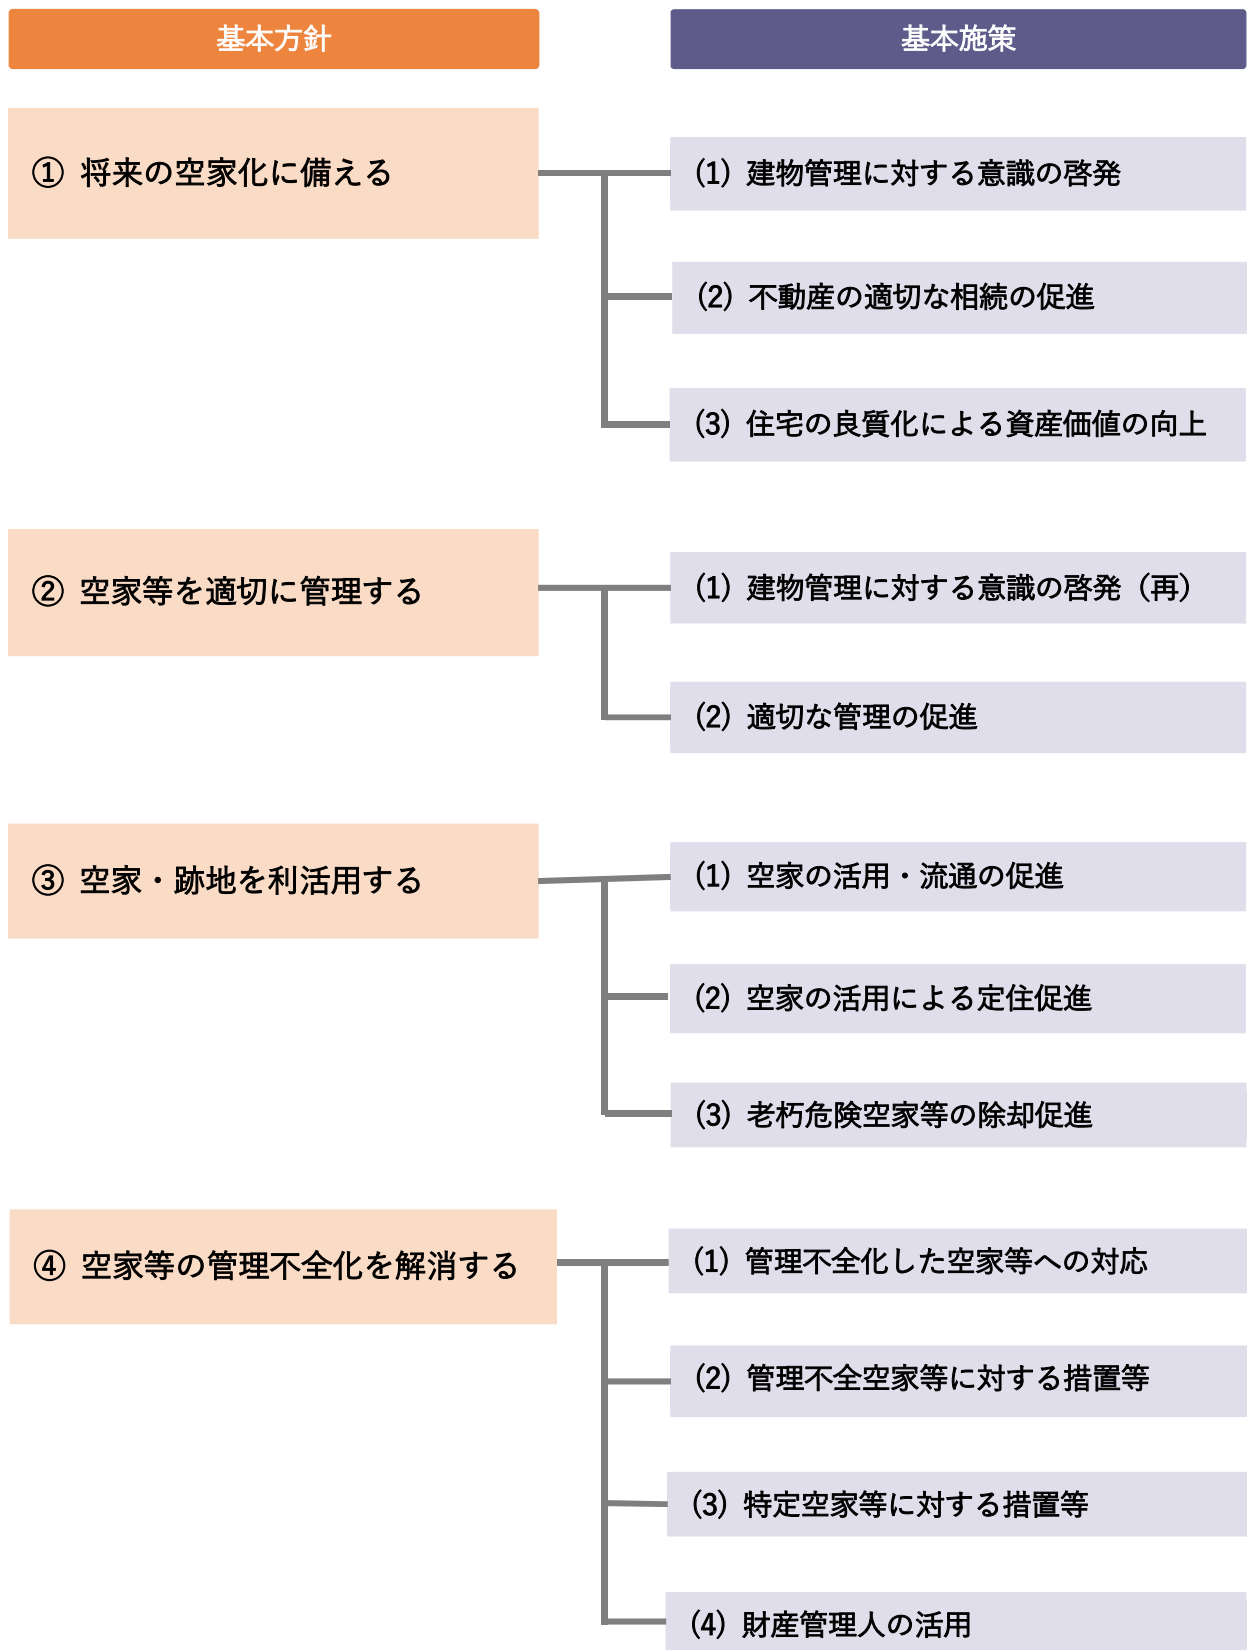 基本方針
基本施策
① 将来の空家化に備える
(1) 建物管理に対する意識の啓発
(2) 不動産の適切な相続の促進
(3) 住宅の良質化による資産価値の向上
② 空家等を適切に管理する
(1) 建物管理に対する意識の啓発（再）
(2) 適切な管理の促進
③ 空家・跡地を利活用する
(1) 空家の活用・流通の促進
(2) 空家の活用による定住促進
(3) 老朽危険空家等の除却促進
④ 空家等の管理不全化を解消する
(1) 管理不全化した空家等への対応
(2) 管理不全空家等に対する措置等
(3) 特定空家等に対する措置等
(4) 財産管理人の活用